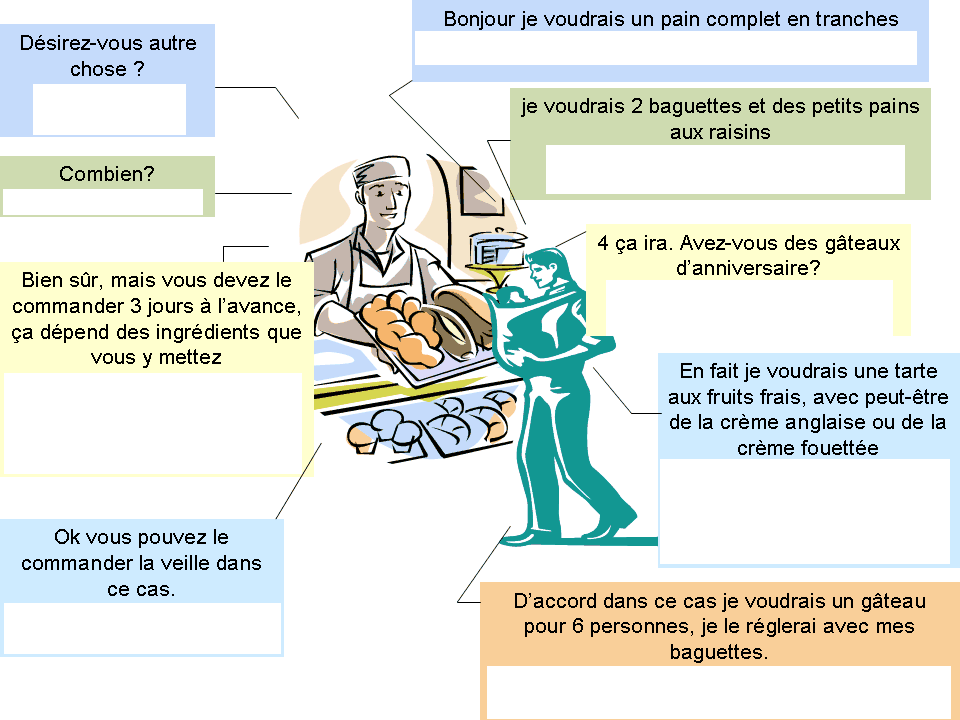 Bonjour je voudrais un pain complet en tranches
Désirez-vous autre
chose ?
je voudrais 2 baguettes et des petits pains
aux raisins
Combien?
4 ça ira. Avez-vous des gâteaux
d’anniversaire?
Bien sûr, mais vous devez le
commander 3 jours à l’avance,
ça dépend des ingrédients que
vous y mettez
En fait je voudrais une tarte
aux fruits frais, avec peut-être
de la crème anglaise ou de la
crème fouettée
Ok vous pouvez le
commander la veille dans
ce cas.
D’accord dans ce cas je voudrais un gâteau
pour 6 personnes, je le réglerai avec mes
baguettes.